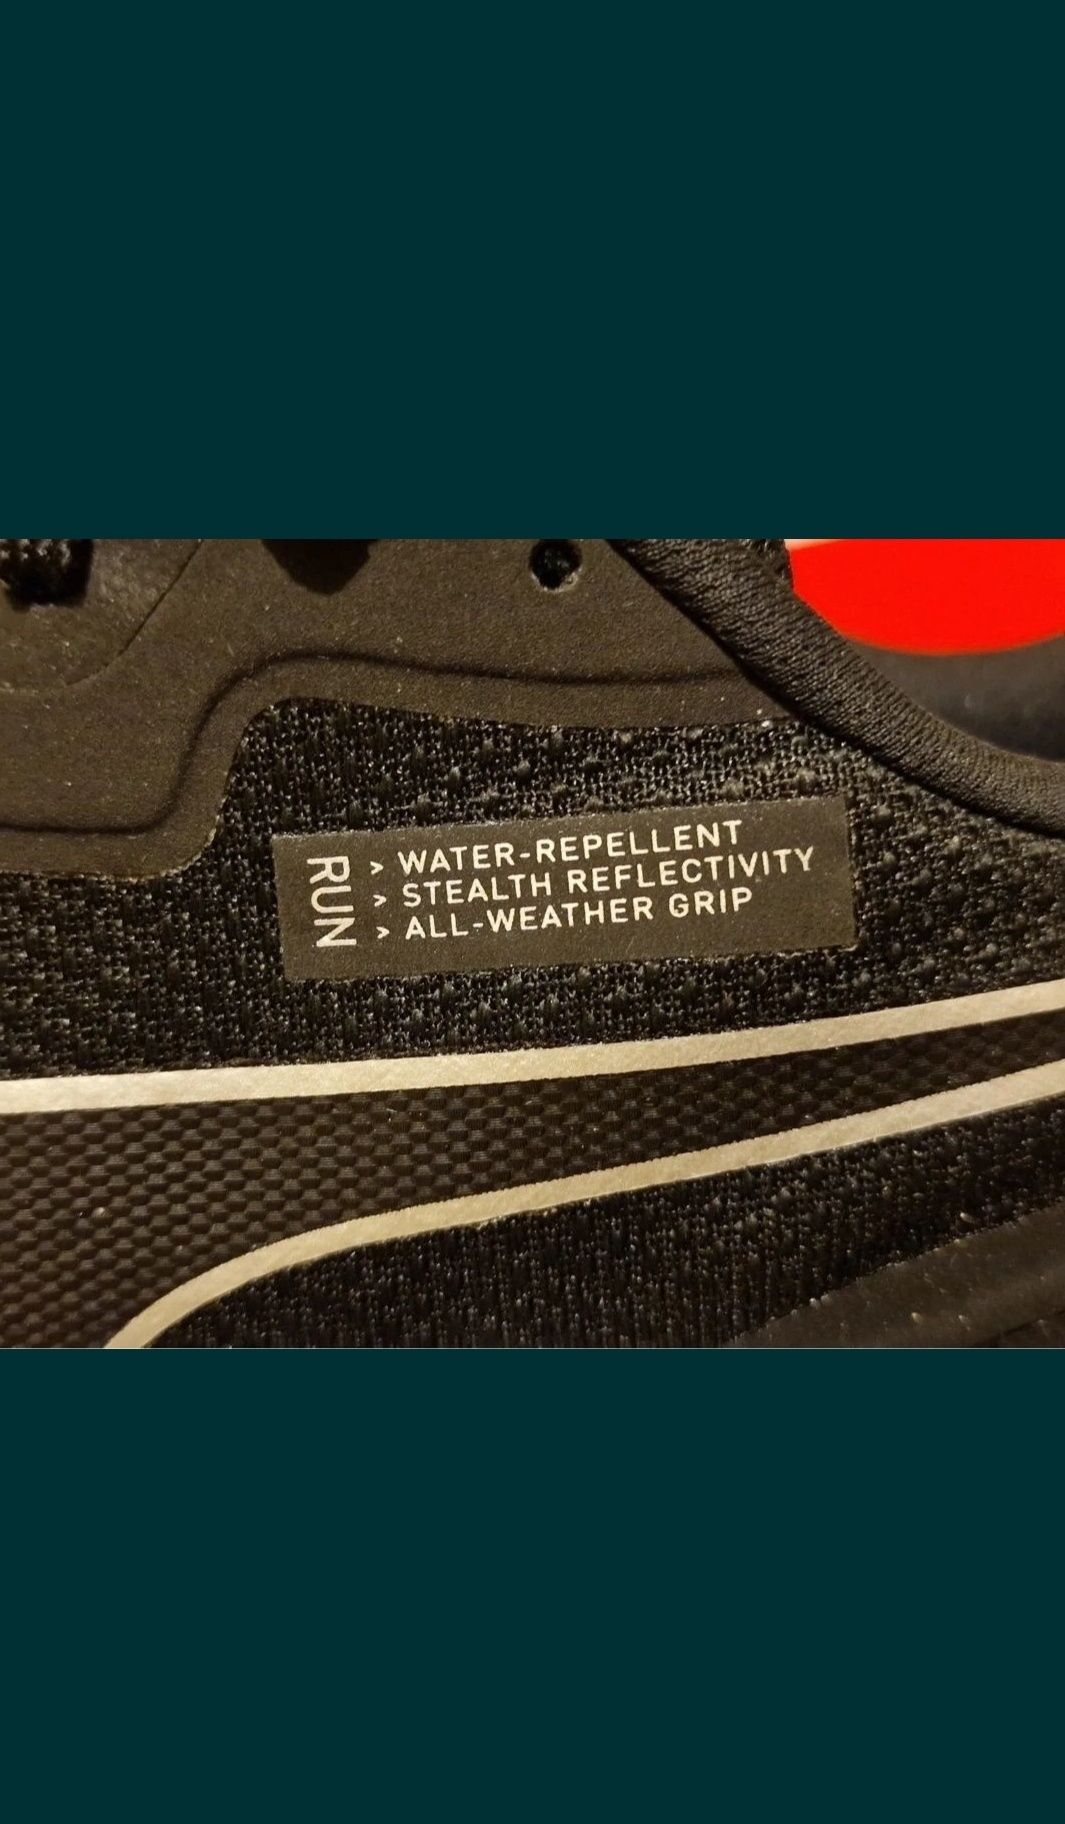 RUN
> WATER-REPELLENT
> STEALTH REFLECTIVITY
> ALL-WEATHER GRIP